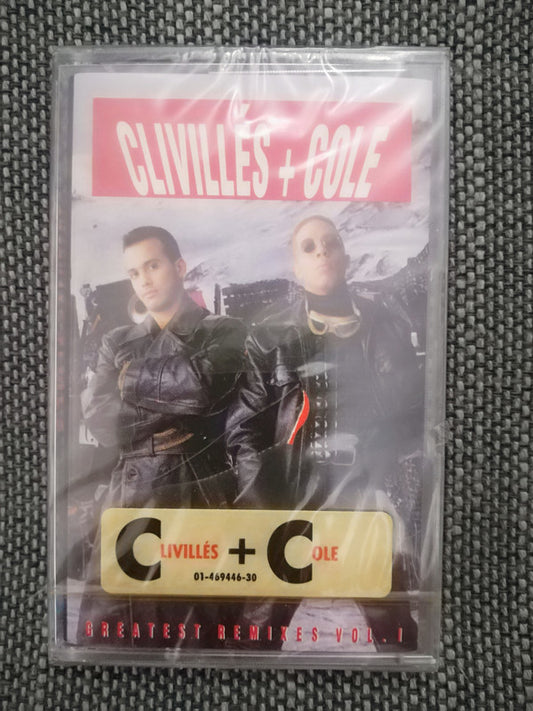 CLIVILLÉS + COLE
CLIVILLÉS + COLE
01-469446-30
GREATEST REMIXES VOL. I